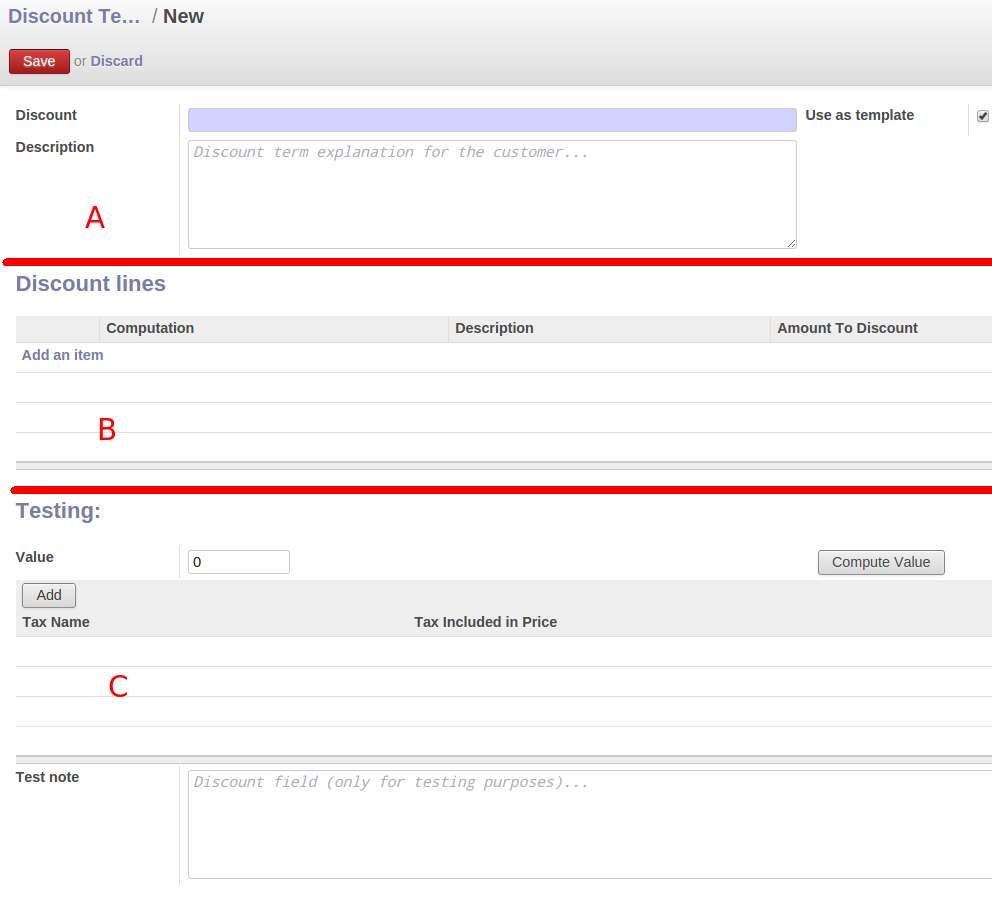 Discount Te... / New
Save or Discard
Discount
Use as template
Description
Discount term explanation for the customer...
A
Discount lines
Computation Description Amount To Discount
Add an item
B
Testing:
Value 0 Compute Value
Add
Tax Name Tax Included in Price
C
Test note
Discount field (only for testing purposes)...